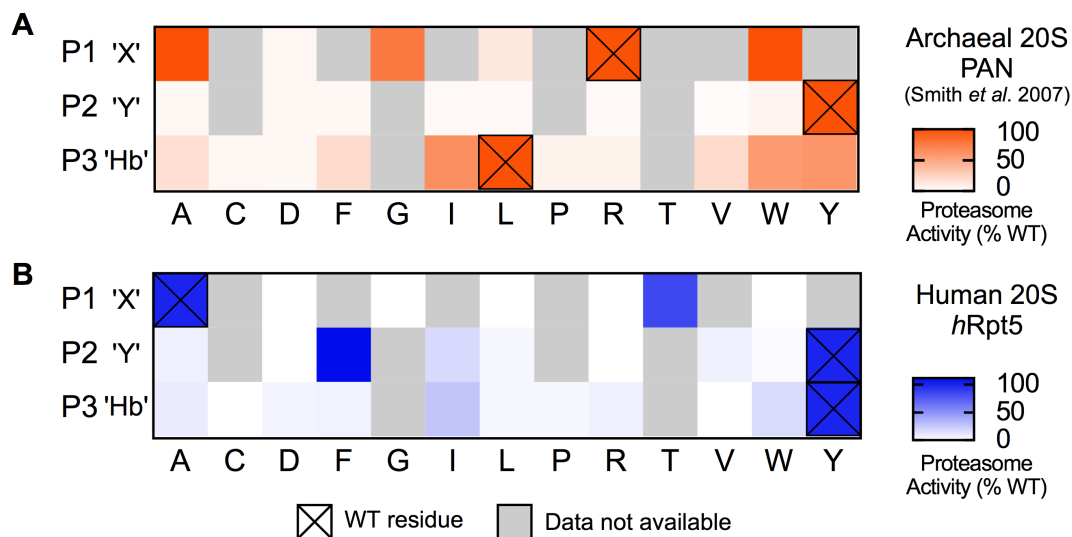 A
P1 'X'
P2 'Y'
P3 'Hb'
A C D F G I L P R T V W Y
Archaeal 20S
PAN
(Smith et al. 2007)
100
50
0
Proteasome
Activity (% WT)
B
P1 'X'
P2 'Y'
P3 'Hb'
A C D F G I L P R T V W Y
Human 20S
hRpt5
100
50
0
Proteasome
Activity (% WT)
WT residue
Data not available